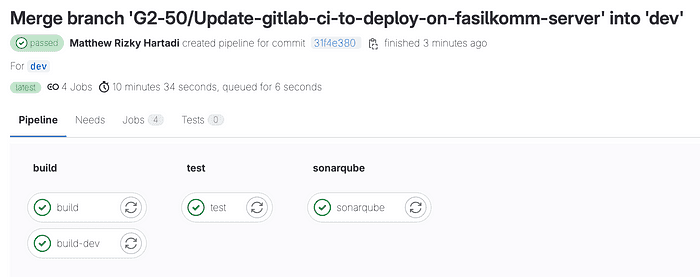 Merge branch 'G2-50/Update-gitlab-ci-to-deploy-on-fasilkomm-server' into 'dev'
passed Matthew Rizky Hartadi created pipeline for commit 31f4e380 finished 3 minutes ago
For dev
latest 4 Jobs 10 minutes 34 seconds, queued for 6 seconds
Pipeline Needs Jobs 4 Tests 0
build test sonarqube
build test sonarqube
build-dev